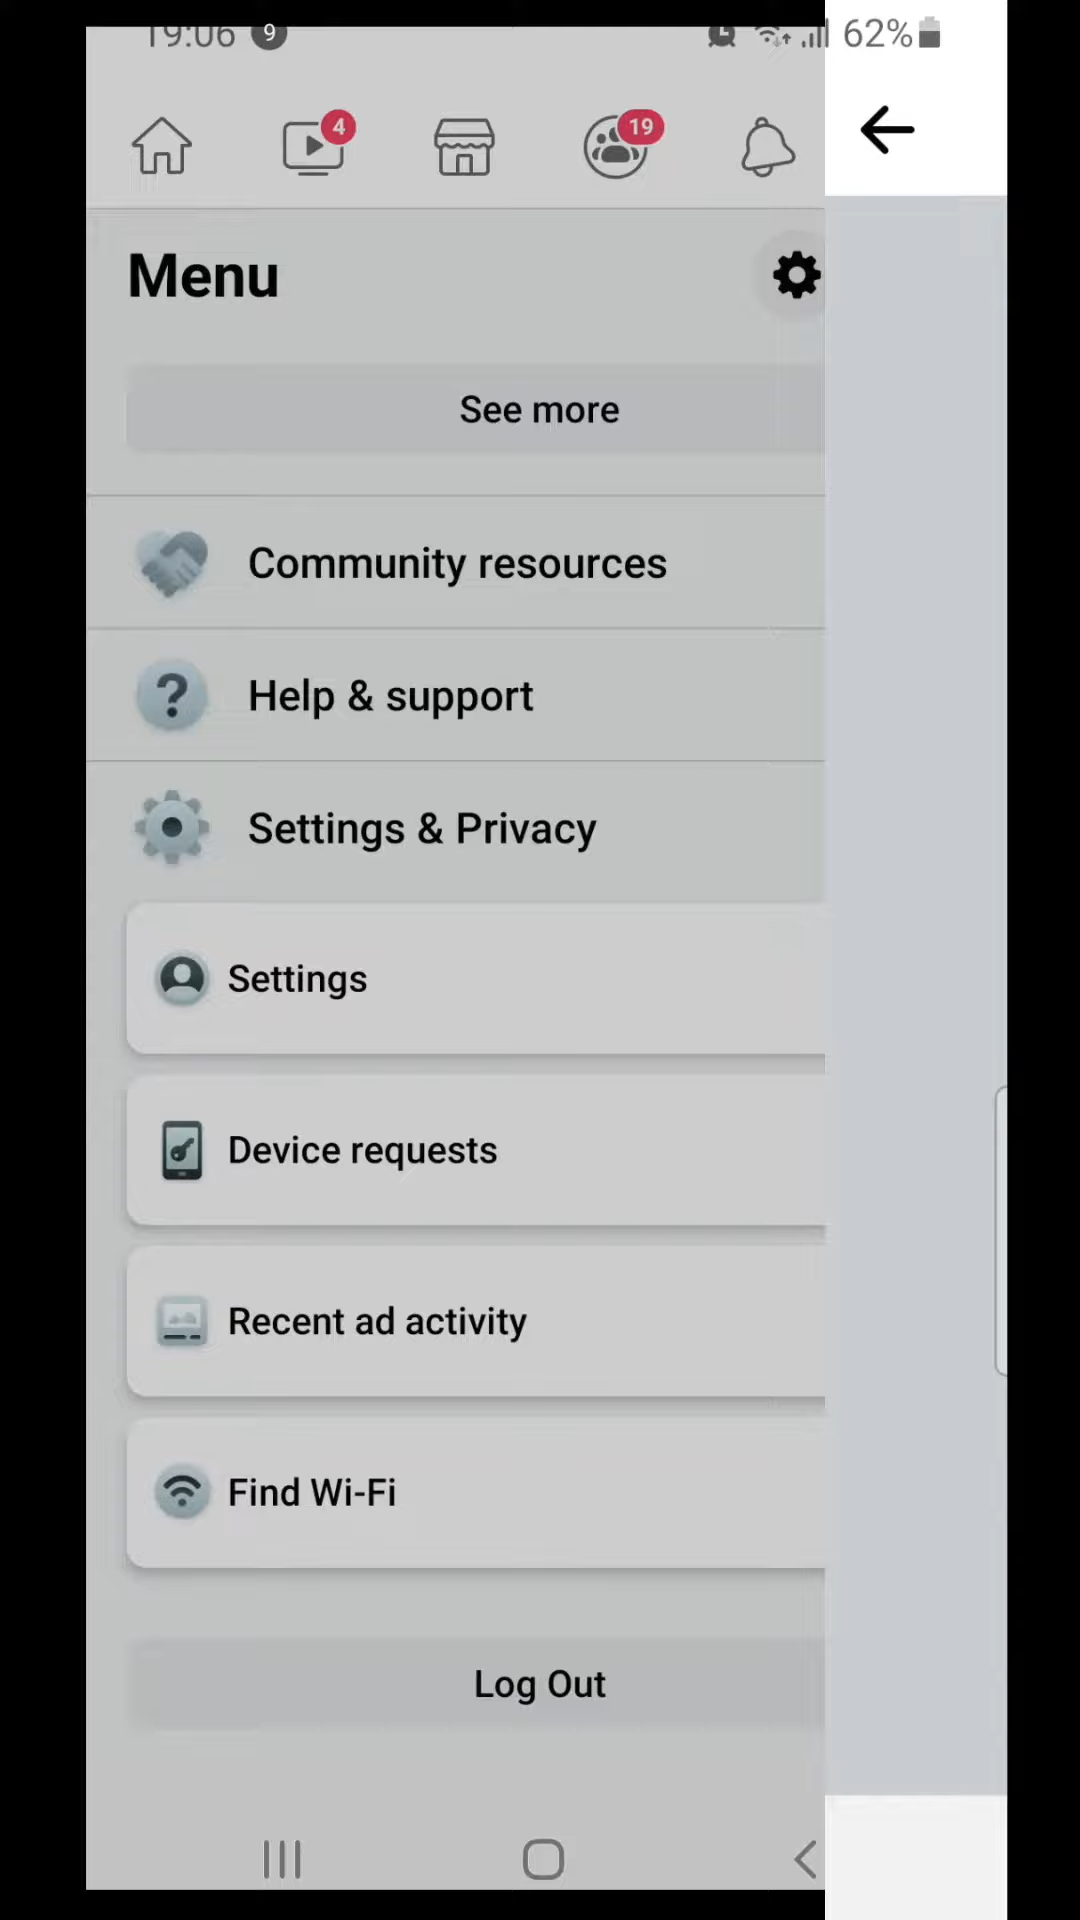 19:06 9 62%
4 19
Menu
See more
Community resources
Help & support
Settings & Privacy
Settings
Device requests
Recent ad activity
Find Wi-Fi
Log Out